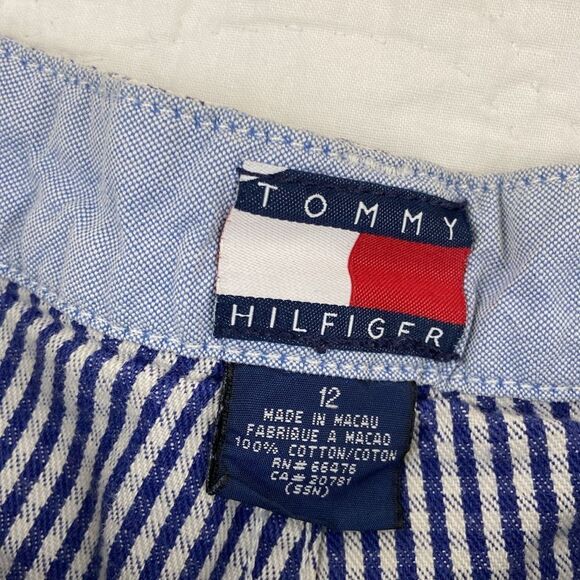 TOMMY
HILFIGER
12
MADE IN MACAU
FABRIQUE A MACAO
100% COTTON/COTON
RN# 66476
CA# 20781
(SSN)